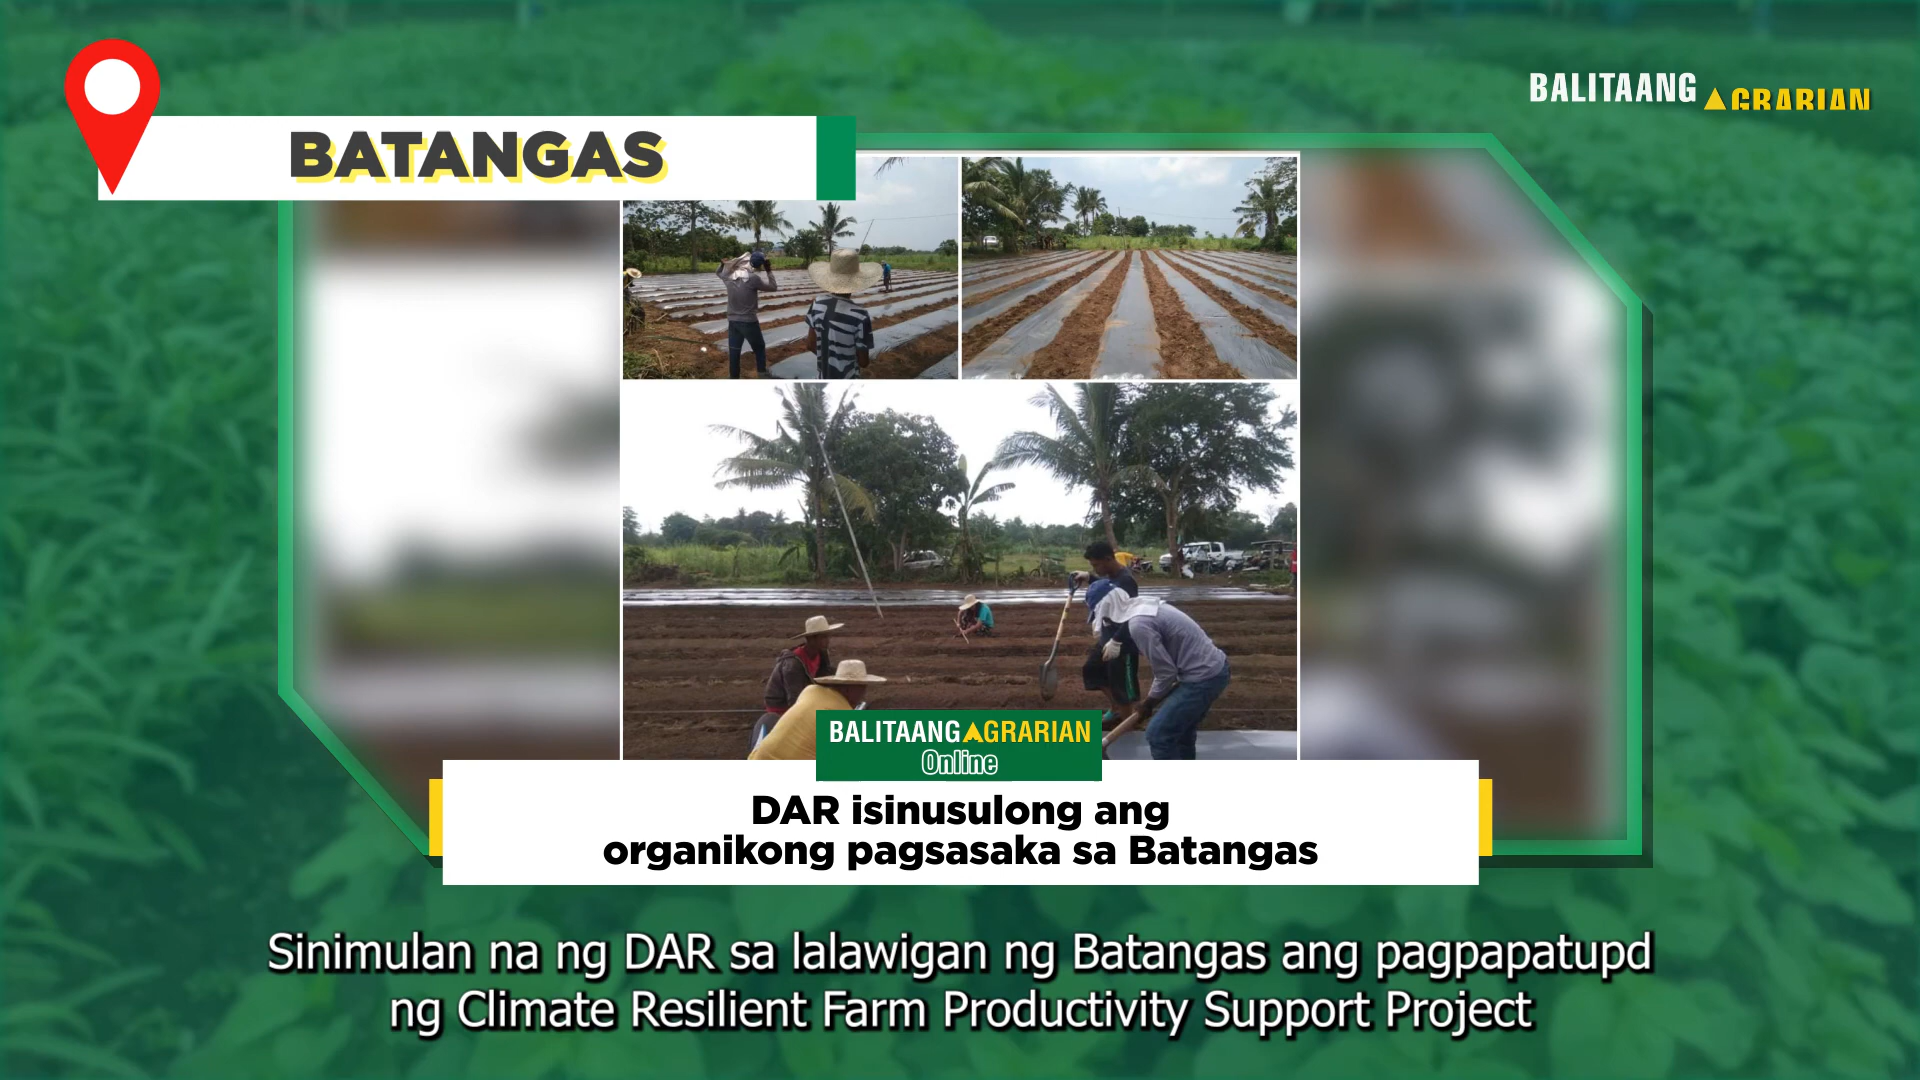 BALITAANG AGRARIAN
BATANGAS
BALITAANG AGRARIAN
Online
DAR isinusulong ang
organikong pagsasaka sa Batangas
Sinimulan na ng DAR sa lalawigan ng Batangas ang pagpapatupd
ng Climate Resilient Farm Productivity Support Project